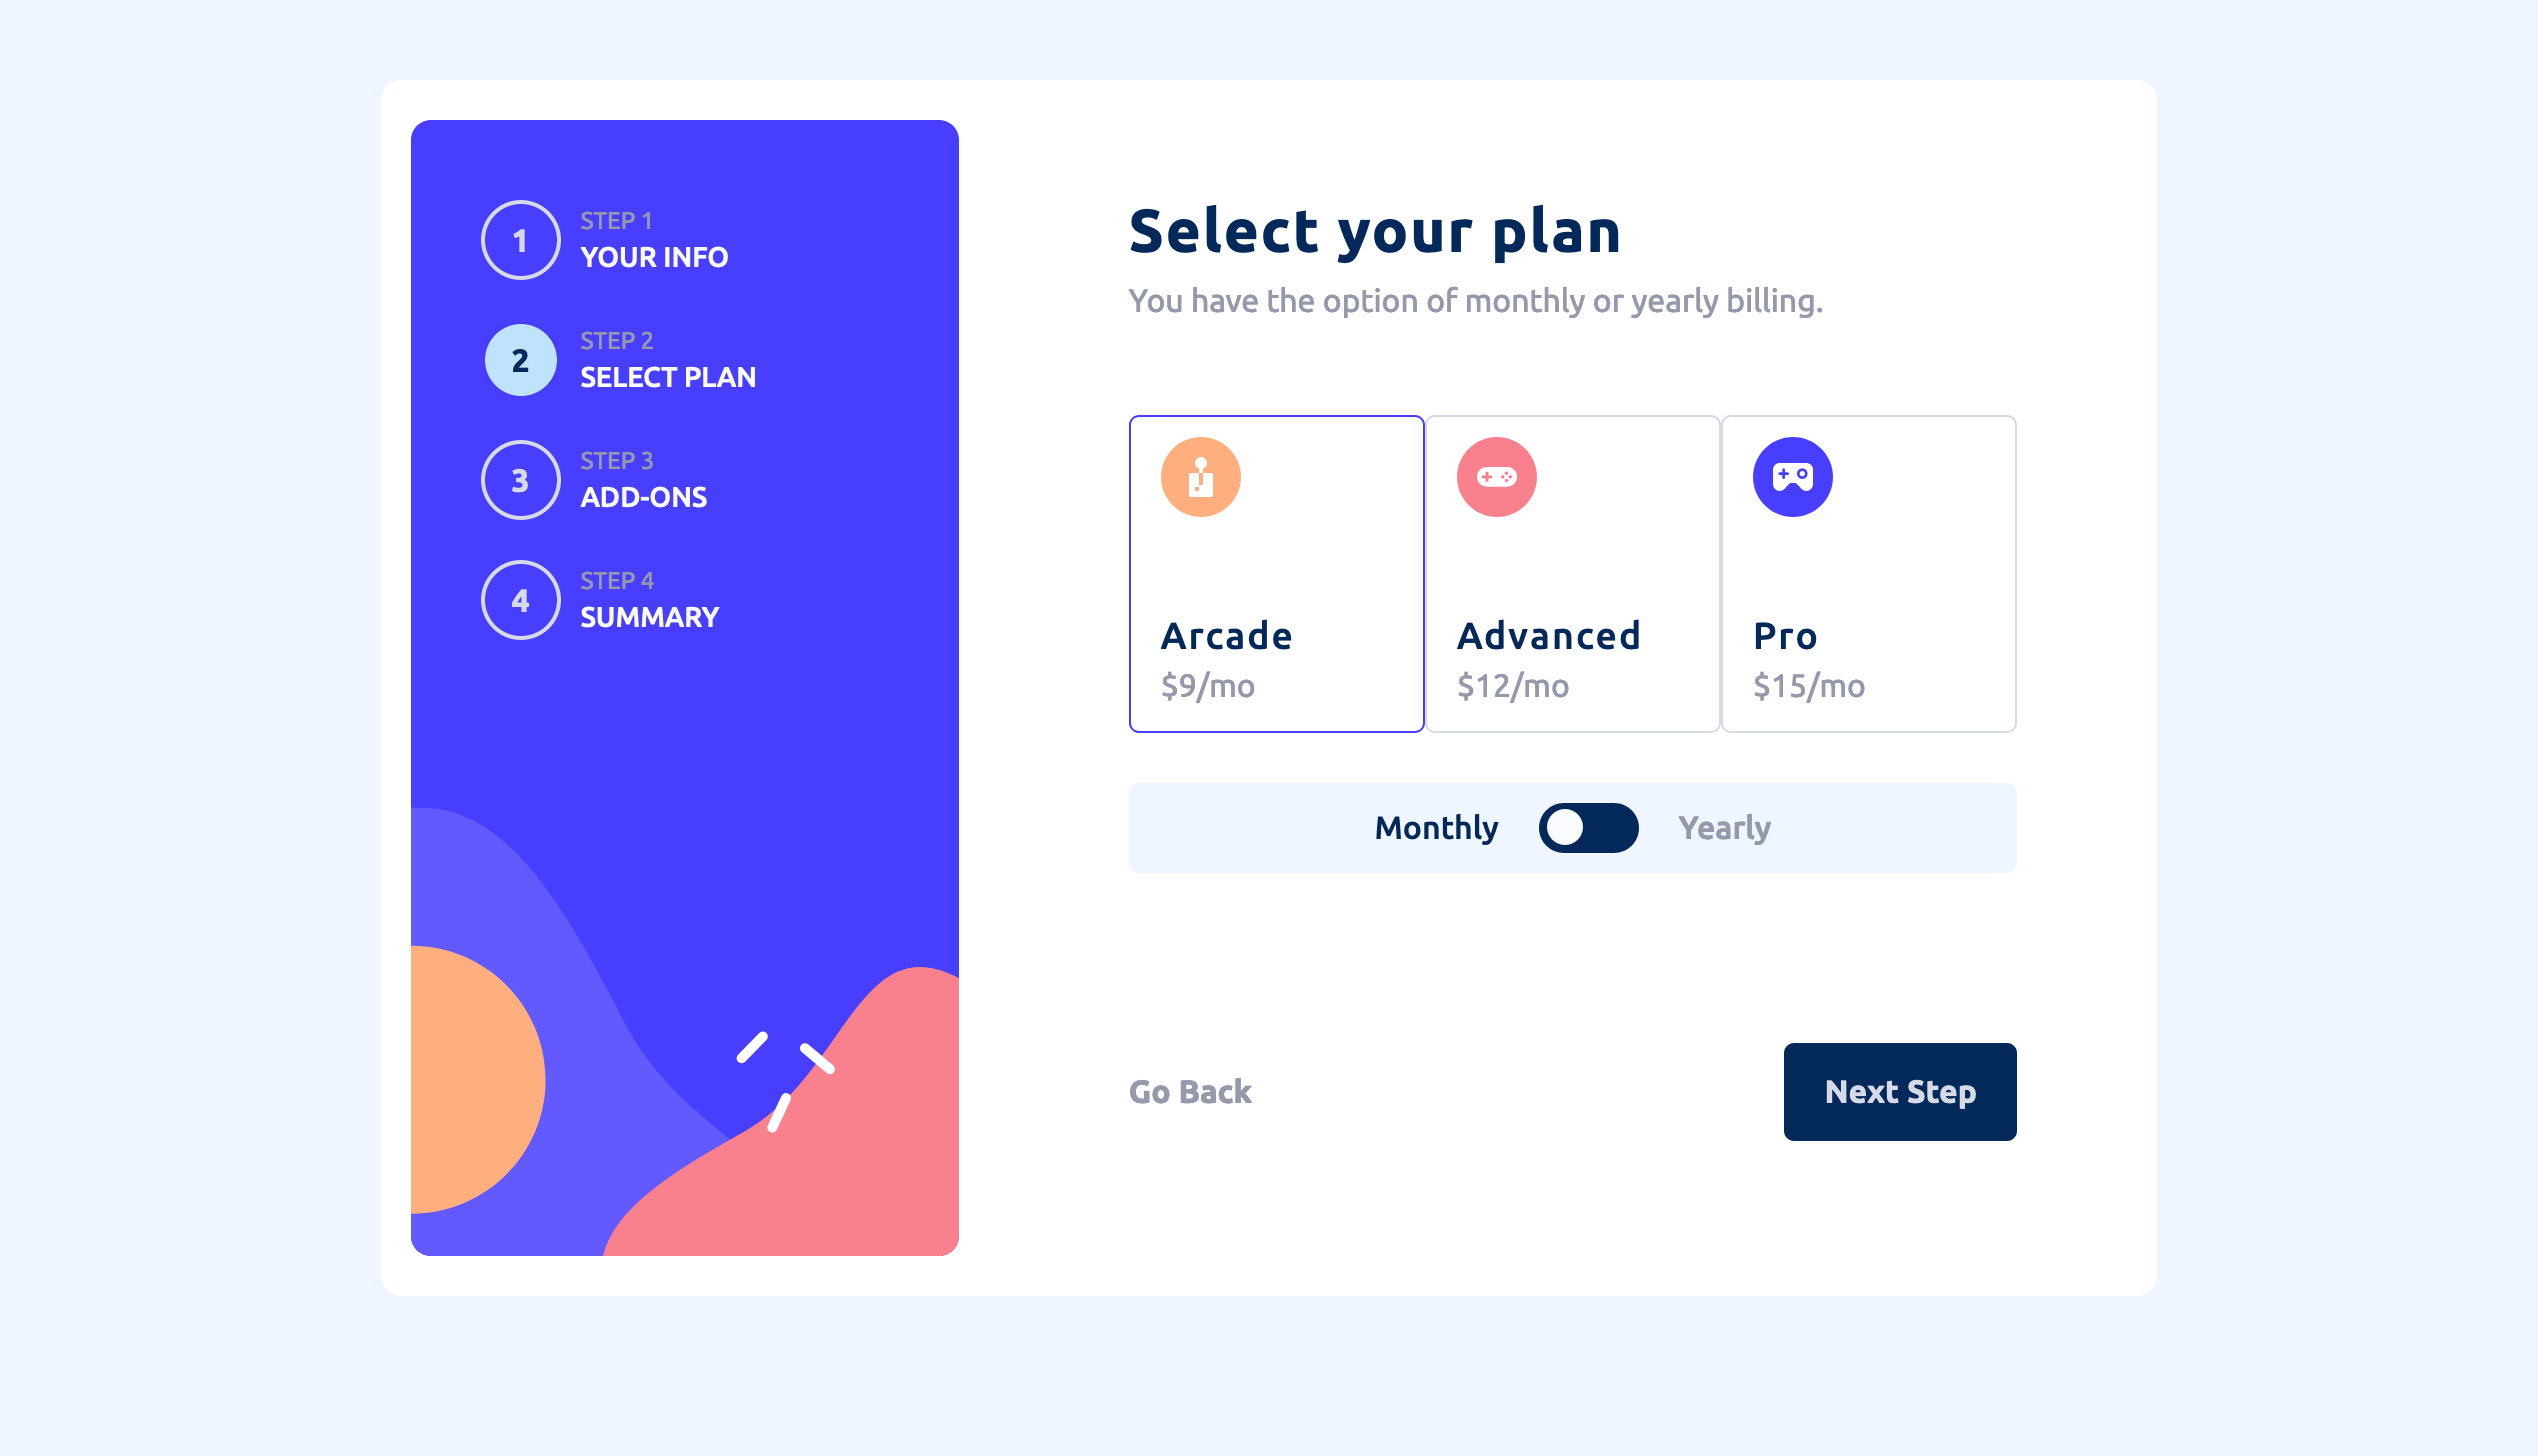 1
STEP 1
YOUR INFO
2
STEP 2
SELECT PLAN
3
STEP 3
ADD-ONS
4
STEP 4
SUMMARY
Select your plan
You have the option of monthly or yearly billing.
Arcade
$9/mo
Advanced
$12/mo
Pro
$15/mo
Monthly
Yearly
Go Back
Next Step